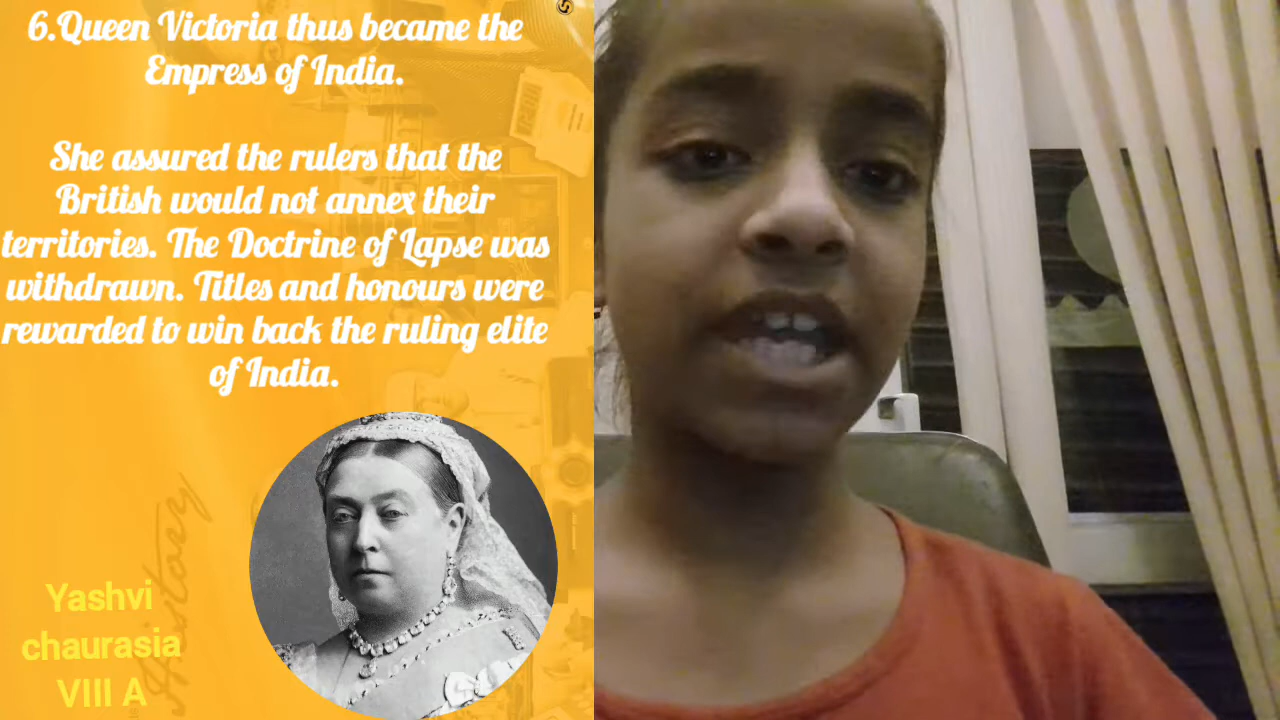 6.Queen Victoria thus became the
Empress of India.
She assured the rulers that the
British would not annex their
territories. The Doctrine of Lapse was
withdrawn. Titles and honours were
rewarded to win back the ruling elite
of India.
Yashvi
chaurasia
VIII A
History